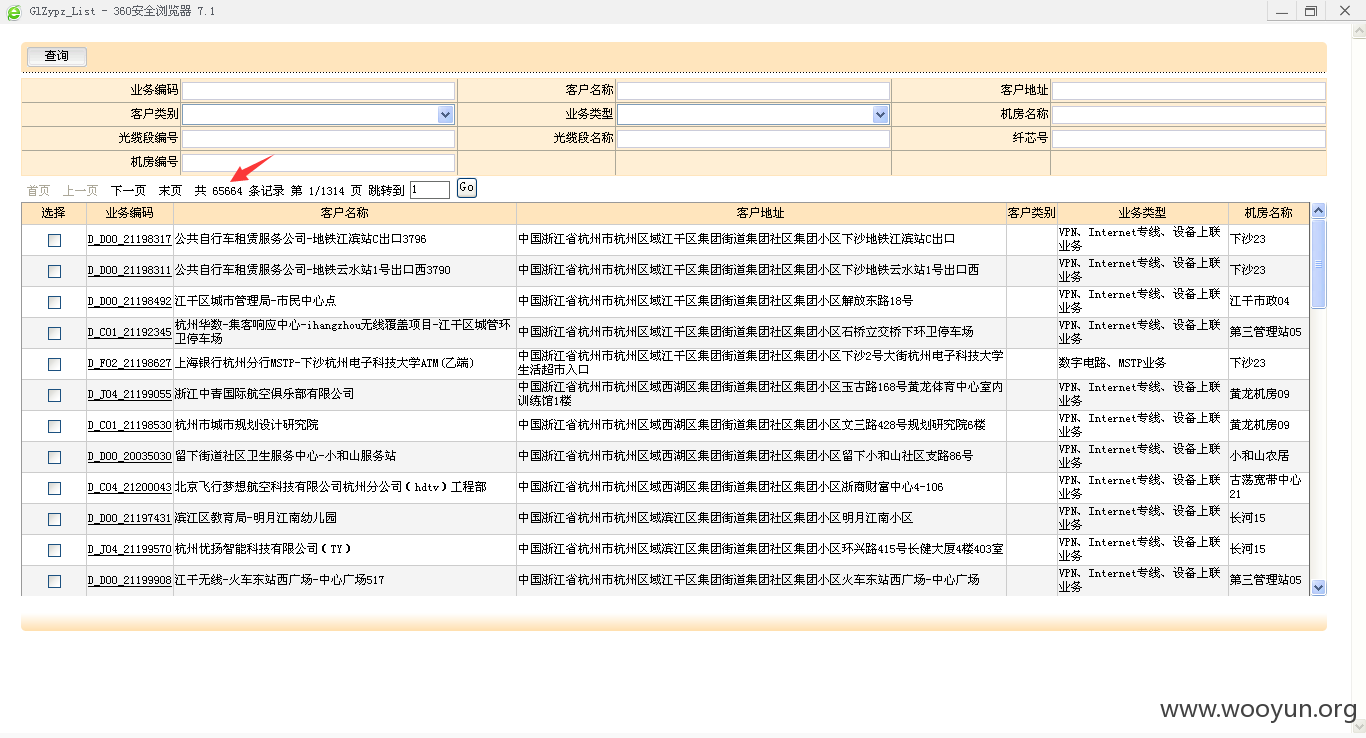 GlZypz_List - 360安全浏览器 7.1
查询
业务编码 客户名称 客户地址
客户类别 业务类型 机房名称
光缆段编号 光缆段名称 纤芯号
机房编号
首页 上一页 下一页 末页 共 65664 条记录 第 1/1314 页 跳转到 1 Go
选择 业务编码 客户名称 客户地址 客户类别 业务类型 机房名称
D_D00_21198317 公共自行车租赁服务公司-地铁江滨站C出口3796 中国浙江省杭州市杭州区域江干区集团街道集团社区集团小区下沙地铁江滨站C出口 VPN、Internet专线、设备上联业务 下沙23
D_D00_21198311 公共自行车租赁服务公司-地铁云水站1号出口西3790 中国浙江省杭州市杭州区域江干区集团街道集团社区集团小区下沙地铁云水站1号出口西 VPN、Internet专线、设备上联业务 下沙23
D_D00_21198492 江干区城市管理局-市民中心点 中国浙江省杭州市杭州区域江干区集团街道集团社区集团小区解放东路18号 VPN、Internet专线、设备上联业务 江干市政04
D_C01_21192345 杭州华数-集客响应中心-ihangzhou无线覆盖项目-江干区城管环卫停车场 中国浙江省杭州市杭州区域江干区集团街道集团社区集团小区石桥立交桥下环卫停车场 VPN、Internet专线、设备上联业务 第三管理站05
D_F02_21198627 上海银行杭州分行MSTP-下沙杭州电子科技大学ATM(乙端) 中国浙江省杭州市杭州区域江干区集团街道集团社区集团小区下沙2号大街杭州电子科技大学生活超市入口 数字电路、MSTP业务 下沙23
D_J04_21199055 浙江中青国际航空俱乐部有限公司 中国浙江省杭州市杭州区域西湖区集团街道集团社区集团小区玉古路168号黄龙体育中心室内训练馆1楼 VPN、Internet专线、设备上联业务 黄龙机房09
D_C01_21198530 杭州市城市规划设计研究院 中国浙江省杭州市杭州区域西湖区集团街道集团社区集团小区文三路428号规划研究院6楼 VPN、Internet专线、设备上联业务 黄龙机房09
D_D00_20035030 留下街道社区卫生服务中心-小和山服务站 中国浙江省杭州市杭州区域西湖区集团街道集团社区集团小区留下小和山社区支路86号 VPN、Internet专线、设备上联业务 小和山农居
D_C04_21200043 北京飞行梦想航空科技有限公司杭州分公司(hdtv)工程部 中国浙江省杭州市杭州区域西湖区集团街道集团社区集团小区浙商财富中心4-106 VPN、Internet专线、设备上联业务 古荡宽带中心21
D_D00_21197431 滨江区教育局-明月江南幼儿园 中国浙江省杭州市杭州区域滨江区集团街道集团社区集团小区明月江南小区 VPN、Internet专线、设备上联业务 长河15
D_J04_21199570 杭州优扬智能科技有限公司(TY) 中国浙江省杭州市杭州区域滨江区集团街道集团社区集团小区环兴路415号长健大厦4楼403室 VPN、Internet专线、设备上联业务 长河15
D_D00_21199908 江干无线-火车东站西广场-中心广场517 中国浙江省杭州市杭州区域江干区集团街道集团社区集团小区火车东站西广场-中心广场 VPN、Internet专线、设备上联业务 第三管理站05
www.wooyun.org